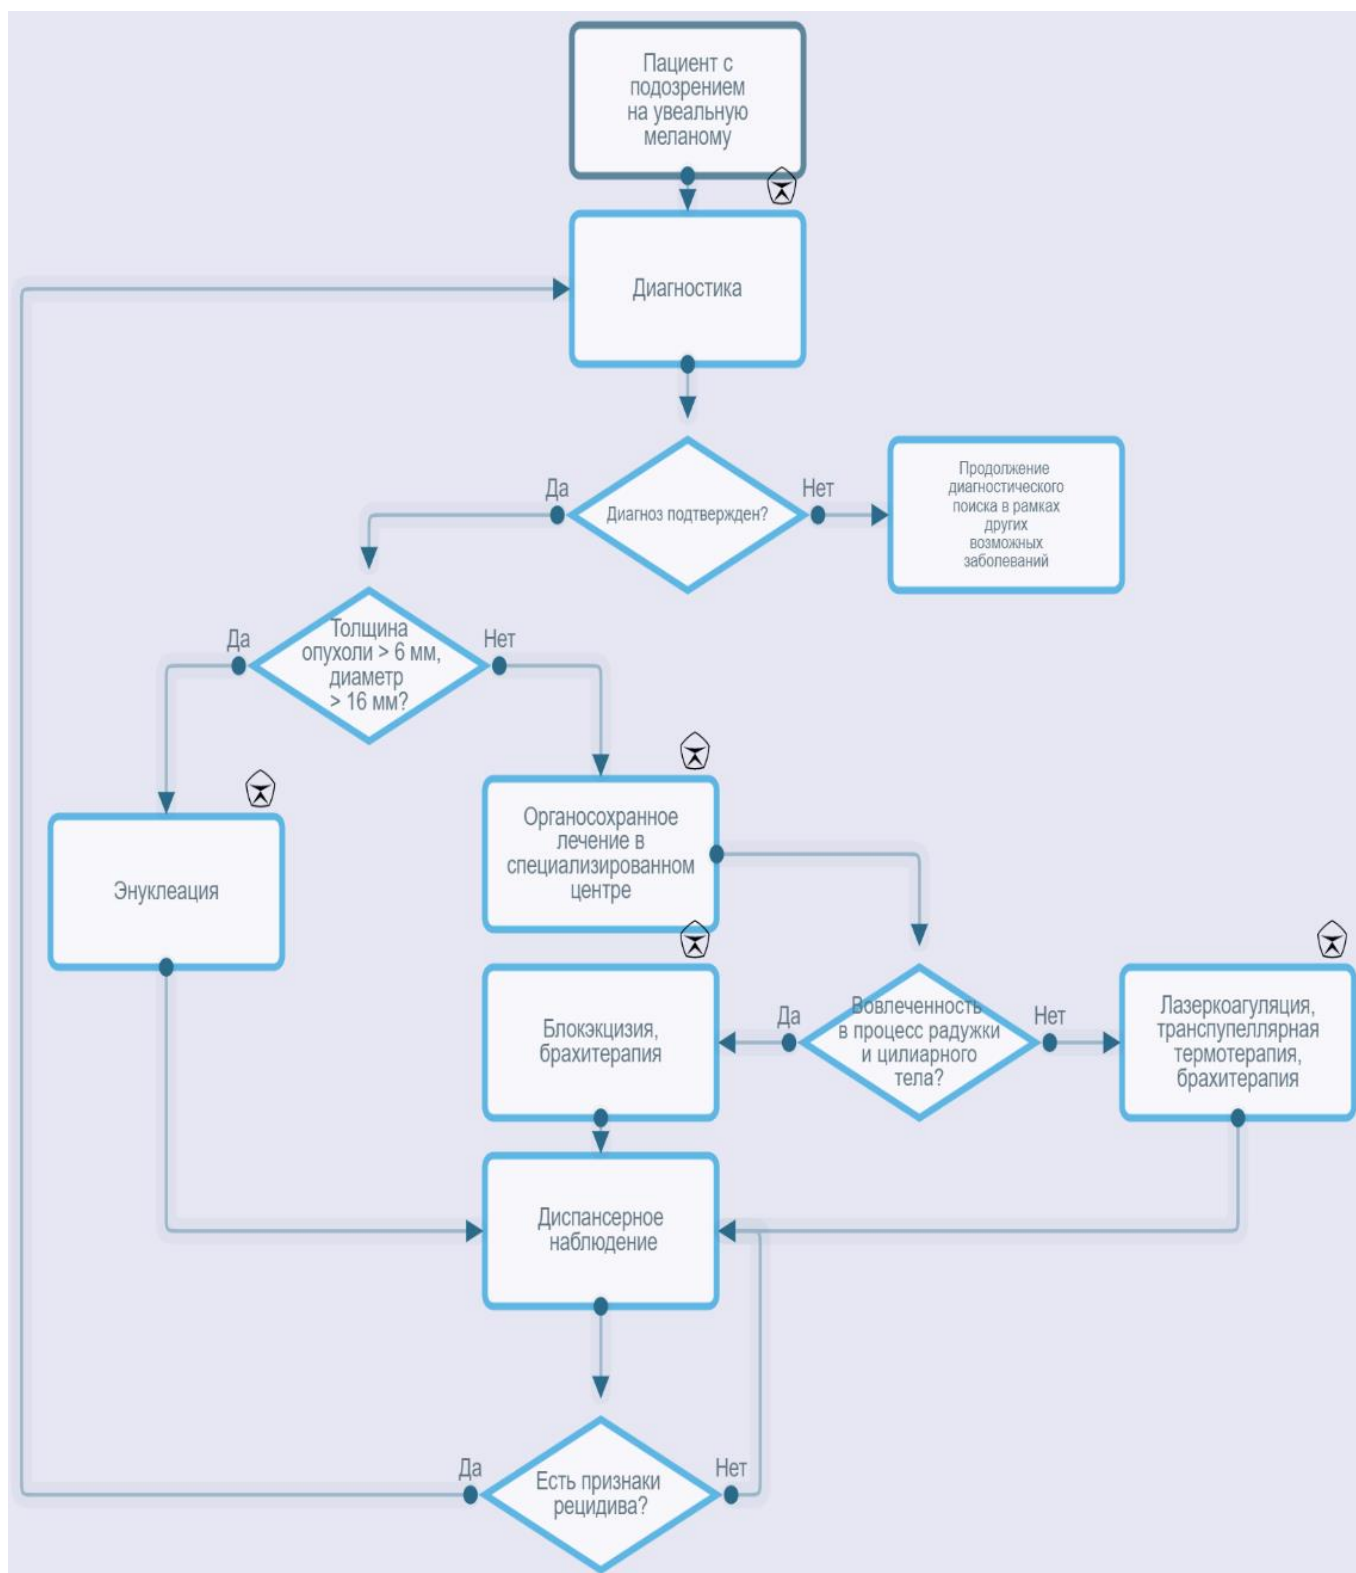 Пациент с
подозрением
на увеальную
меланому
Диагностика
Да
Диагноз подтвержден?
Нет
Продолжение
диагностического
поиска в рамках
других
возможных
заболеваний
Да
Толщина
опухоли > 6 мм,
диаметр
> 16 мм?
Нет
Энуклеация
Органосохранное
лечение в
специализированном
центре
Блокэкцизия,
брахитерапия
Да
Вовлеченность
в процесс радужки
и цилиарного
тела?
Нет
Лазеркоагуляция,
транспупеллярная
термотерапия,
брахитерапия
Диспансерное
наблюдение
Да
Есть признаки
рецидива?
Нет